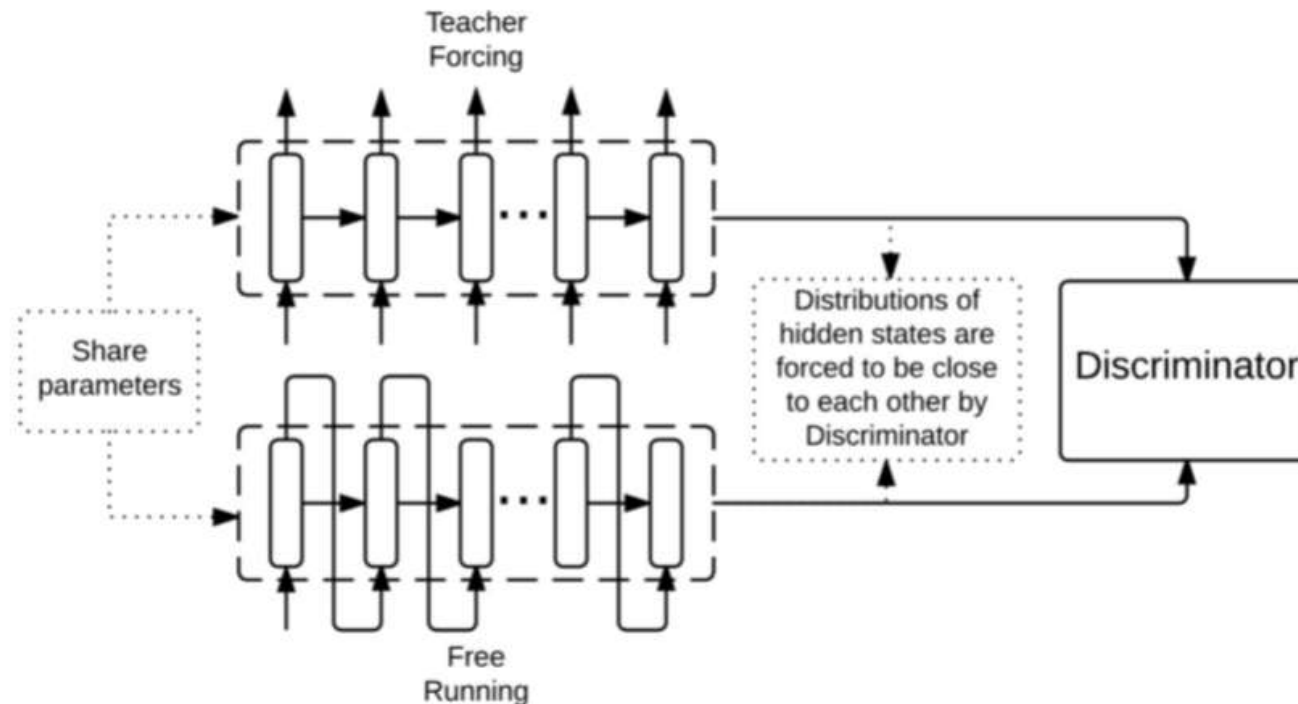 Teacher
Forcing
Share
parameters
Distributions of
hidden states are
forced to be close
to each other by
Discriminator
Discriminator
Free
Running